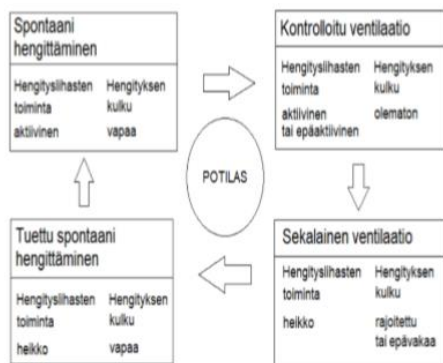 Spontaani
hengittäminen
Hengityslihasten Hengityksen
toiminta kulku
aktiivinen vapaa
Kontrolloitu ventilaatio
Hengityslihasten Hengityksen
toiminta kulku
aktiivinen olematon
tai epäaktiivinen
POTILAS
Tuettu spontaani
hengittäminen
Hengityslihasten Hengityksen
toiminta kulku
heikko vapaa
Sekalainen ventilaatio
Hengityslihasten Hengityksen
toiminta kulku
heikko rajoitettu
tai epävakaa